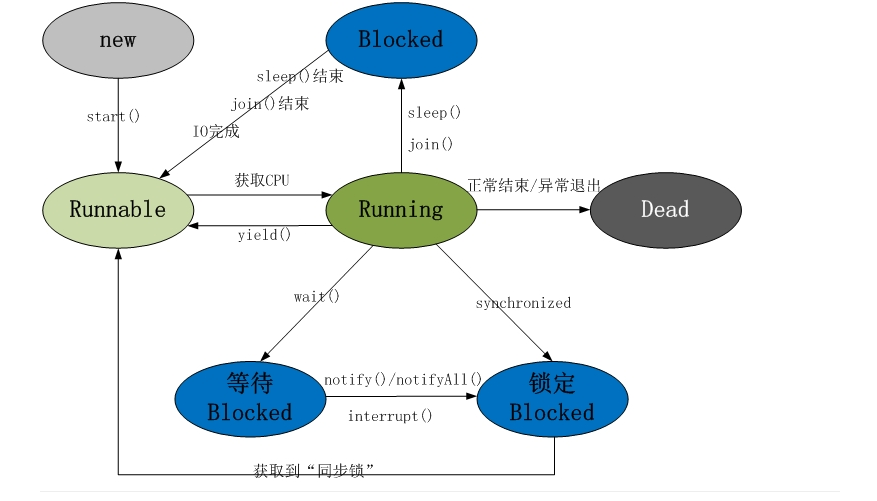 new
Blocked
sleep()结束
start()
join()结束
sleep()
IO完成
join()
获取CPU
正常结束/异常退出
Runnable
Running
Dead
yield()
wait()
synchronized
等待
Blocked
notify()/notifyAll()
interrupt()
锁定
Blocked
获取到“同步锁”